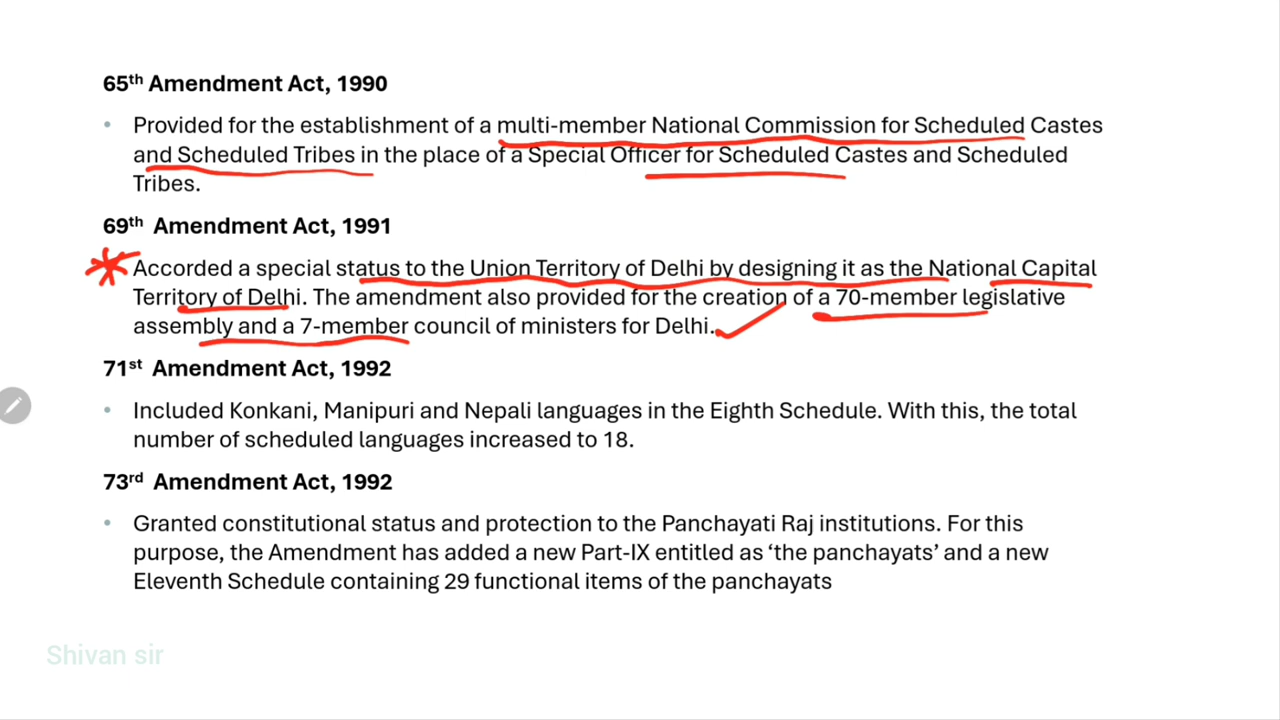 65th Amendment Act, 1990
• Provided for the establishment of a multi-member National Commission for Scheduled Castes
and Scheduled Tribes in the place of a Special Officer for Scheduled Castes and Scheduled
Tribes.
69th Amendment Act, 1991
Accorded a special status to the Union Territory of Delhi by designing it as the National Capital
Territory of Delhi. The amendment also provided for the creation of a 70-member legislative
assembly and a 7-member council of ministers for Delhi.
71st Amendment Act, 1992
• Included Konkani, Manipuri and Nepali languages in the Eighth Schedule. With this, the total
number of scheduled languages increased to 18.
73rd Amendment Act, 1992
• Granted constitutional status and protection to the Panchayati Raj institutions. For this
purpose, the Amendment has added a new Part-IX entitled as ‘the panchayats’ and a new
Eleventh Schedule containing 29 functional items of the panchayats
Shivan sir